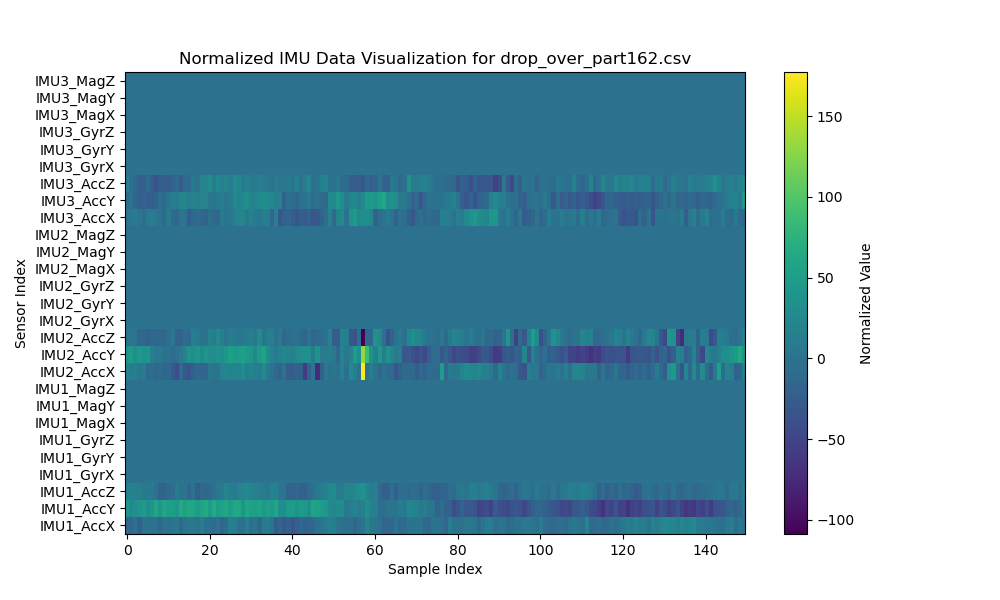 Normalized IMU Data Visualization for drop_over_part162.csv
IMU3_MagZ
IMU3_MagY
IMU3_MagX
IMU3_GyrZ
IMU3_GyrY
IMU3_GyrX
IMU3_AccZ
IMU3_AccY
IMU3_AccX
IMU2_MagZ
IMU2_MagY
IMU2_MagX
IMU2_GyrZ
IMU2_GyrY
IMU2_GyrX
IMU2_AccZ
IMU2_AccY
IMU2_AccX
IMU1_MagZ
IMU1_MagY
IMU1_MagX
IMU1_GyrZ
IMU1_GyrY
IMU1_GyrX
IMU1_AccZ
IMU1_AccY
IMU1_AccX
Sensor Index
0 20 40 60 80 100 120 140
Sample Index
150
100
50
0
−50
−100
Normalized Value